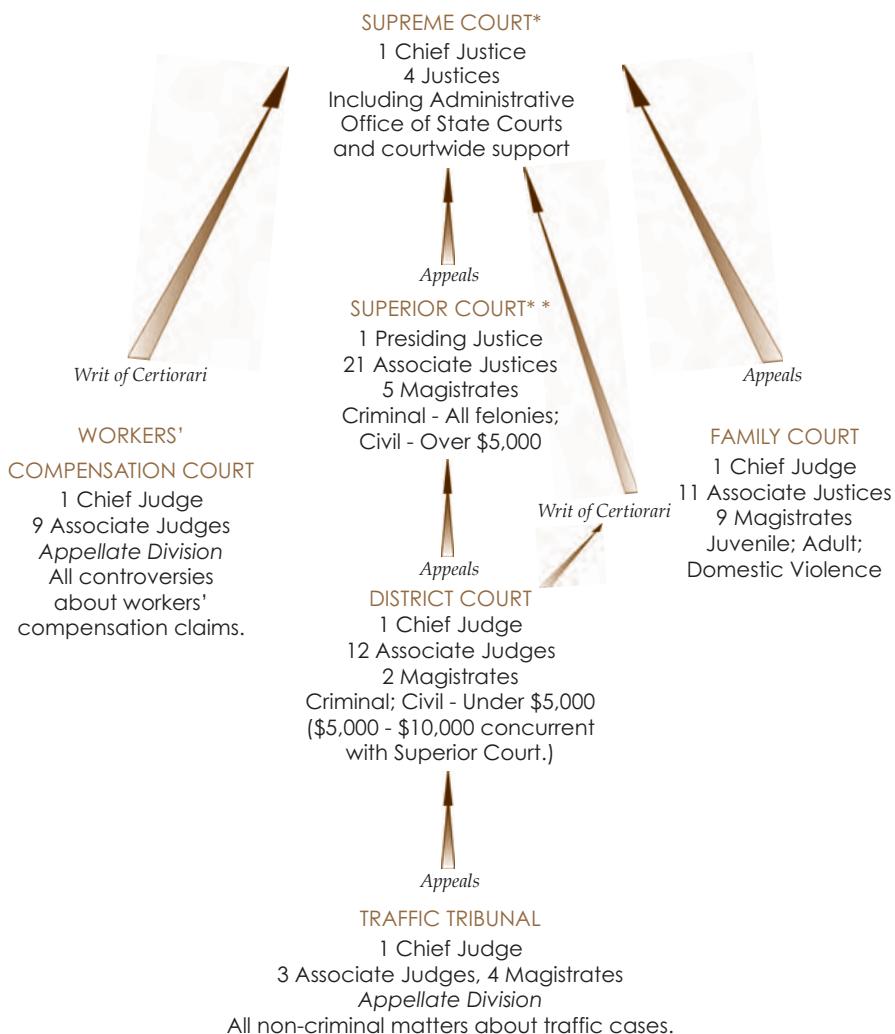 SUPREME COURT*
1 Chief Justice
4 Justices
Including Administrative
Office of State Courts
and courtwide support
Appeals
SUPERIOR COURT* *
1 Presiding Justice
21 Associate Justices
5 Magistrates
Criminal - All felonies;
Civil - Over $5,000
Writ of Certiorari
WORKERS'
COMPENSATION COURT
1 Chief Judge
9 Associate Judges
Appellate Division
All controversies
about workers'
compensation claims.
Appeals
FAMILY COURT
1 Chief Judge
11 Associate Justices
9 Magistrates
Juvenile; Adult;
Domestic Violence
Writ of Certiorari
Appeals
DISTRICT COURT
1 Chief Judge
12 Associate Judges
2 Magistrates
Criminal; Civil - Under $5,000
($5,000 - $10,000 concurrent
with Superior Court.)
Appeals
TRAFFIC TRIBUNAL
1 Chief Judge
3 Associate Judges, 4 Magistrates
Appellate Division
All non-criminal matters about traffic cases.